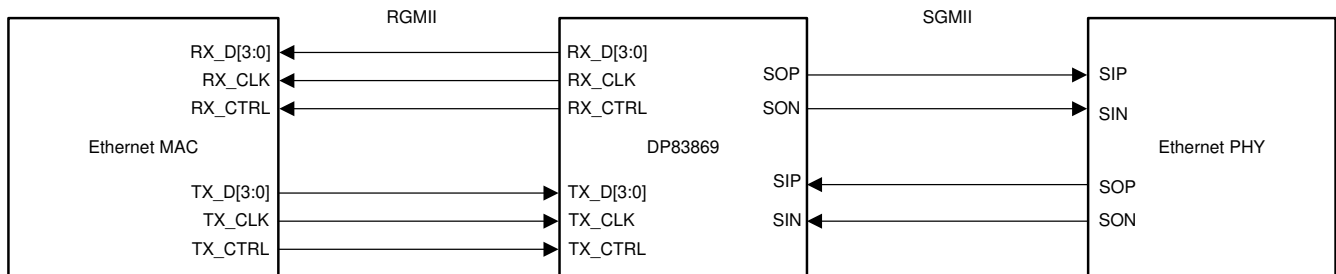 RGMII
SGMII
RX_D[3:0]
RX_CLK
RX_CTRL
Ethernet MAC
TX_D[3:0]
TX_CLK
TX_CTRL
RX_D[3:0]
RX_CLK
RX_CTRL
SOP
SON
DP83869
SIP
SIN
TX_D[3:0]
TX_CLK
TX_CTRL
SIP
SIN
Ethernet PHY
SOP
SON